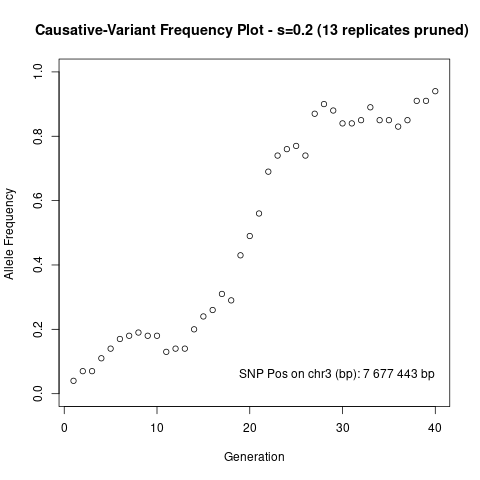 Causative-Variant Frequency Plot - s=0.2 (13 replicates pruned)
1.0
0.8
0.6
0.4
0.2
0.0
Allele Frequency
SNP Pos on chr3 (bp): 7 677 443 bp
0 10 20 30 40
Generation